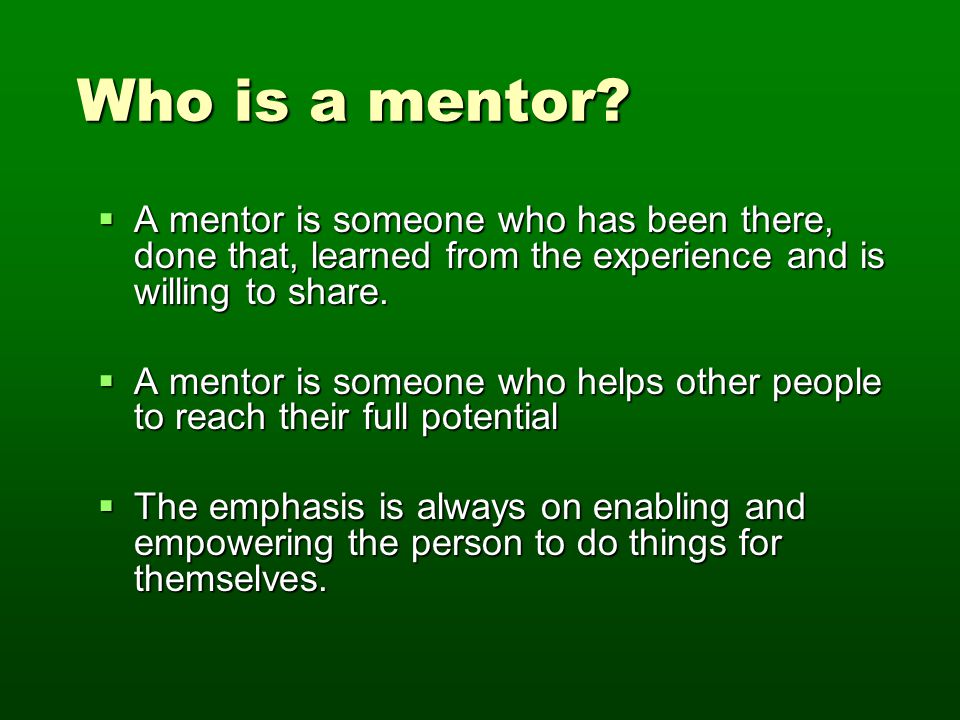 Who is a mentor?
▪ A mentor is someone who has been there,
done that, learned from the experience and is
willing to share.
▪ A mentor is someone who helps other people
to reach their full potential
▪ The emphasis is always on enabling and
empowering the person to do things for
themselves.